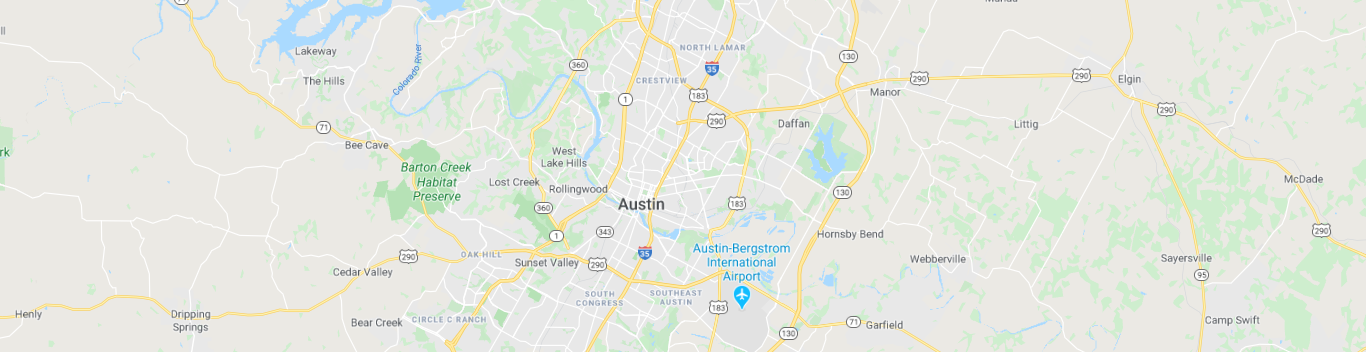 Manda
NORTH LAMAR
Lakeway
35
360
130
The Hills
Colorado River
CRESTVIEW
290
290
Elgin
183
Manor
1
290
290
71
Daffan
Littig
Bee Cave
West
Lake Hills
rk
Barton Creek
Habitat
Preserve
Lost Creek
Rollingwood
McDade
130
Austin
183
360
343
1
Hornsby Bend
290
35
Austin-Bergstrom
International
Airport
OAK HILL
290
Sunset Valley
290
Webberville
Sayersville
Cedar Valley
95
SOUTH
CONGRESS
SOUTHEAST
AUSTIN
183
Henly
Dripping
Springs
Bear Creek
CIRCLE C RANCH
71
Garfield
130
Camp Swift